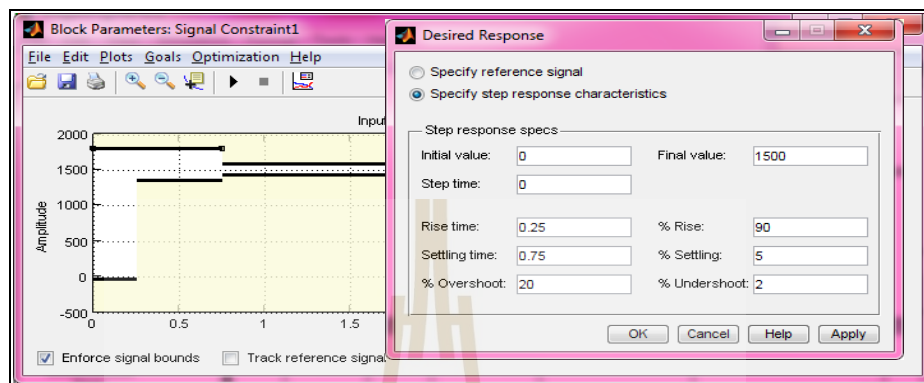 Block Parameters: Signal Constraint1
File Edit Plots Goals Optimization Help
Input
2000
1500
1000
500
0
-500
Amplitude
0 0.5 1 1.5
Enforce signal bounds Track reference signal
Desired Response
Specify reference signal
Specify step response characteristics
Step response specs
Initial value: 0 Final value: 1500
Step time: 0
Rise time: 0.25 % Rise: 90
Settling time: 0.75 % Settling: 5
% Overshoot: 20 % Undershoot: 2
OK Cancel Help Apply